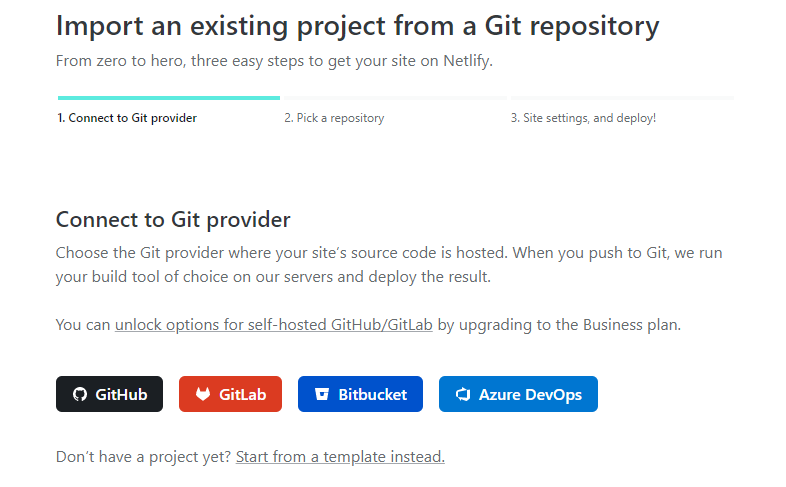 Import an existing project from a Git repository
From zero to hero, three easy steps to get your site on Netlify.
1. Connect to Git provider
2. Pick a repository
3. Site settings, and deploy!
Connect to Git provider
Choose the Git provider where your site’s source code is hosted. When you push to Git, we run
your build tool of choice on our servers and deploy the result.
You can unlock options for self-hosted GitHub/GitLab by upgrading to the Business plan.
GitHub
GitLab
Bitbucket
Azure DevOps
Don’t have a project yet? Start from a template instead.